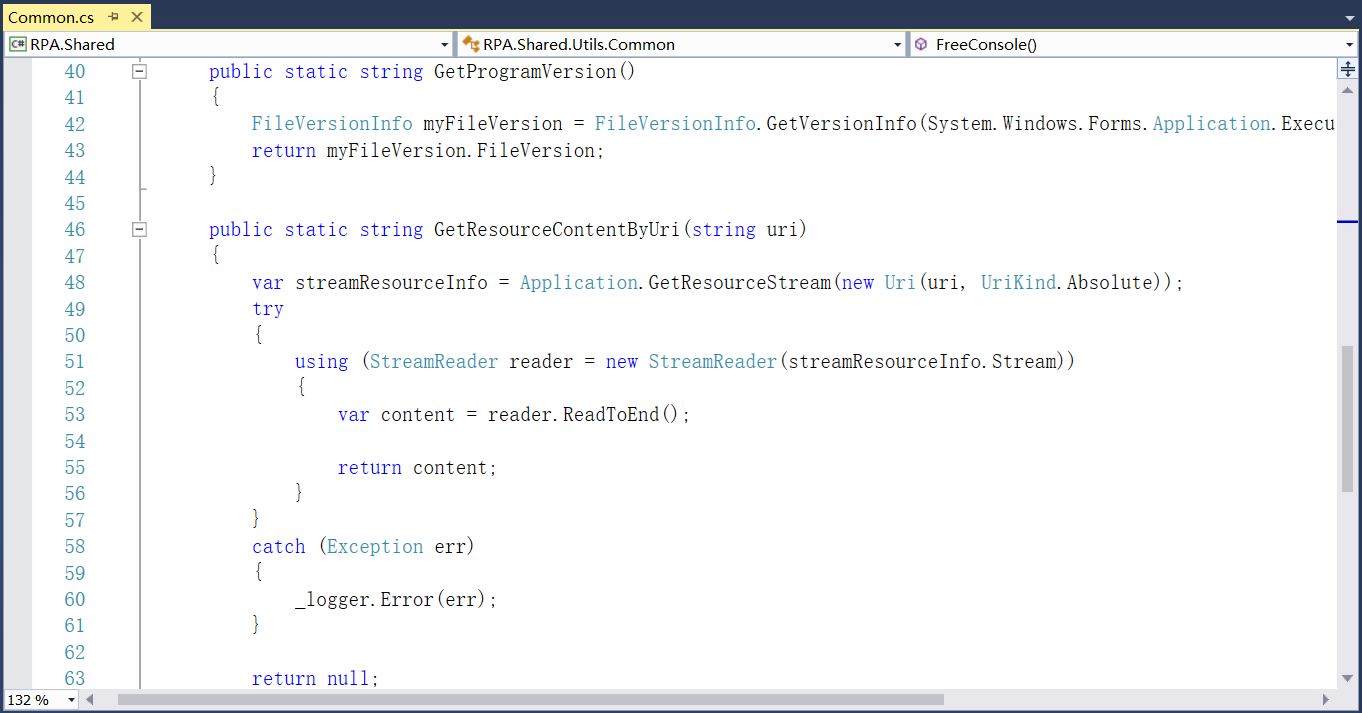 Common.cs
RPA.Shared
RPA.Shared.Utils.Common
FreeConsole()
40 public static string GetProgramVersion()
41 {
42 FileVersionInfo myFileVersion = FileVersionInfo.GetVersionInfo(System.Windows.Forms.Application.Execu
43 return myFileVersion.FileVersion;
44 }
45
46 public static string GetResourceContentByUri(string uri)
47 {
48 var streamResourceInfo = Application.GetResourceStream(new Uri(uri, UriKind.Absolute));
49 try
50 {
51 using (StreamReader reader = new StreamReader(streamResourceInfo.Stream))
52 {
53 var content = reader.ReadToEnd();
54
55 return content;
56 }
57 }
58 catch (Exception err)
59 {
60 _logger.Error(err);
61 }
62
63 return null;
132 %